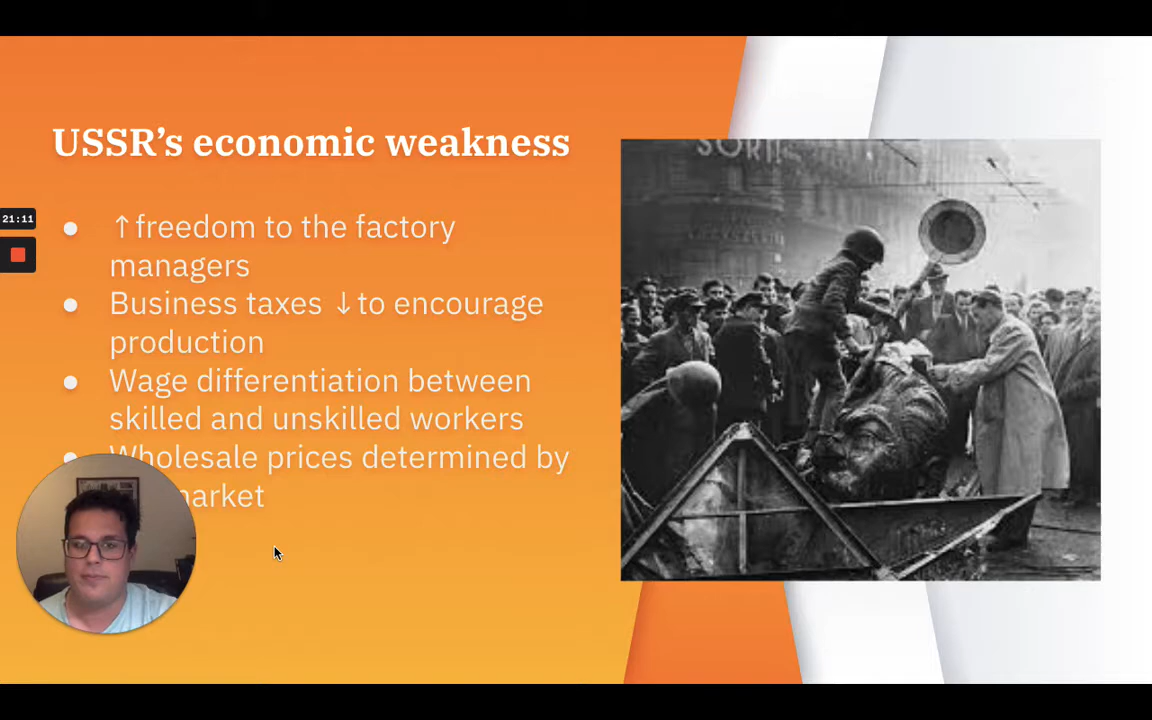 USSR’s economic weakness
21:11
● ↑freedom to the factory
managers
● Business taxes ↓to encourage
production
● Wage differentiation between
skilled and unskilled workers
● Wholesale prices determined by
market